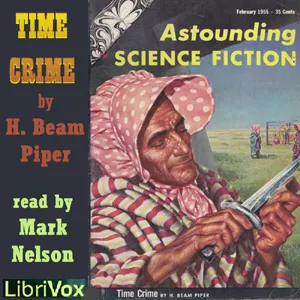 TIME
CRIME
by
H. Beam
Piper
read by
Mark
Nelson
LibriVox
February 1955 - 35 Cents
Astounding
SCIENCE FICTION
Time Crime BY H. BEAM PIPER